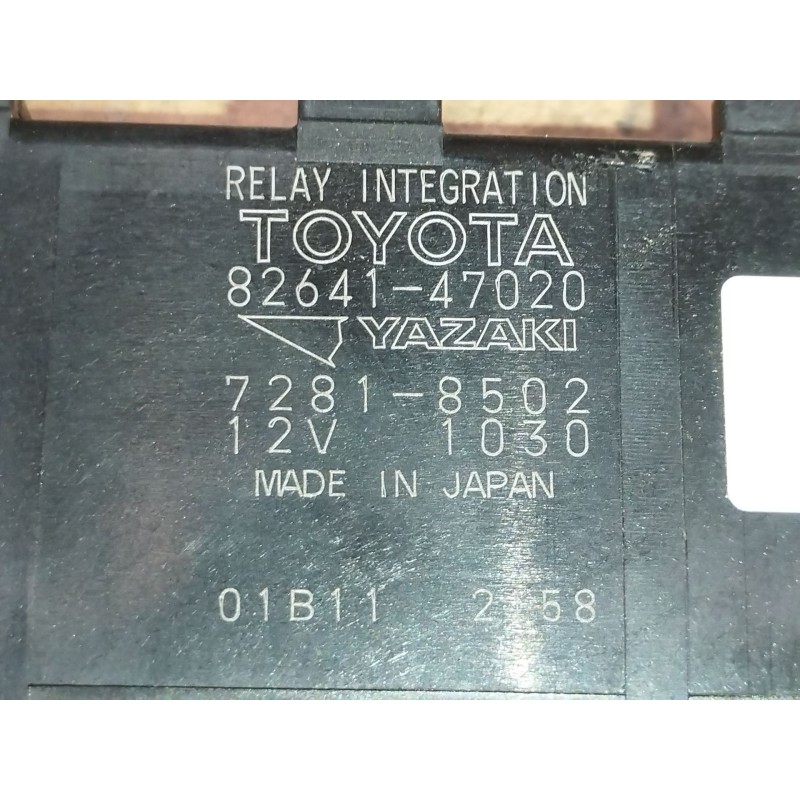 RELAY INTEGRATION
TOYOTA
82641-47020
YAZAKI
7281-8502
12V 1030
MADE IN JAPAN
01B11